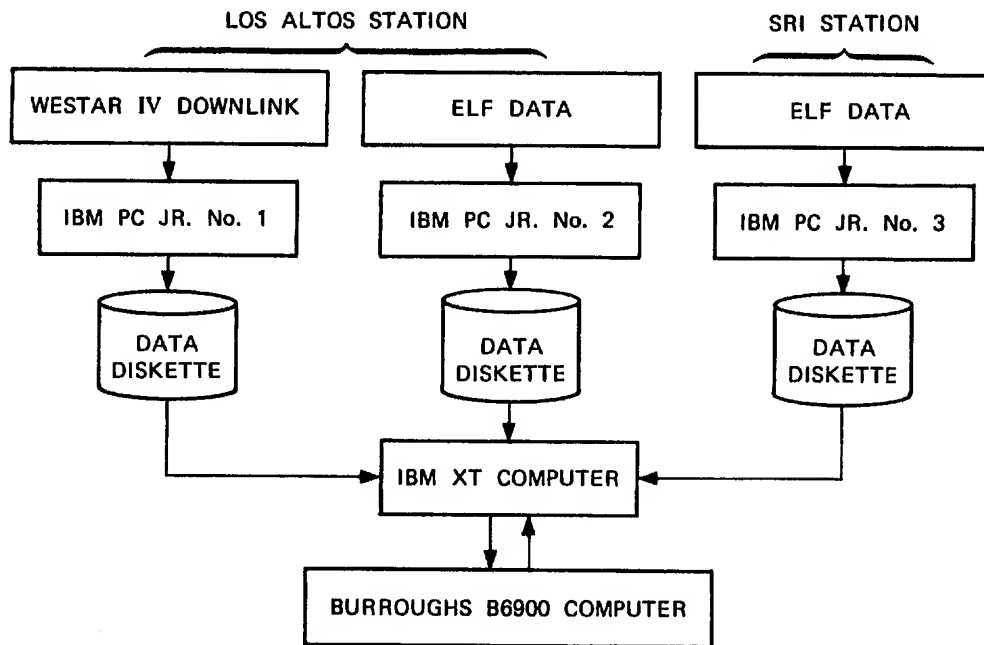 LOS ALTOS STATION
SRI STATION
WESTAR IV DOWNLINK
ELF DATA
ELF DATA
IBM PC JR. No. 1
IBM PC JR. No. 2
IBM PC JR. No. 3
DATA
DISKETTE
DATA
DISKETTE
DATA
DISKETTE
IBM XT COMPUTER
BURROUGHS B6900 COMPUTER